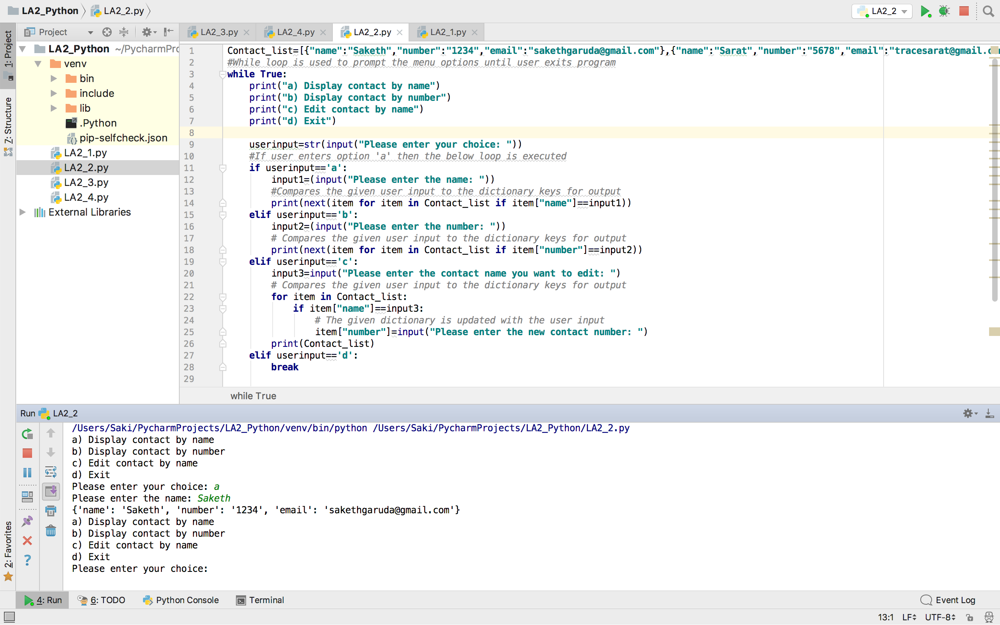 LA2_Python
LA2_2.py
LA2_2
1: Project
7: Structure
2: Favorites
Project
LA2_Python ~/PycharmPro
venv
bin
include
lib
.Python
pip-selfcheck.json
LA2_1.py
LA2_2.py
LA2_3.py
LA2_4.py
External Libraries
LA2_3.py
LA2_4.py
LA2_2.py
LA2_1.py
1 Contact_list=[{"name":"Saketh","number":"1234","email":"sakethgaruda@gmail.com"},{"name":"Sarat","number":"5678","email":"tracesarat@gmail.
2 #While loop is used to prompt the menu options until user exits program
3 while True:
4     print("a) Display contact by name")
5     print("b) Display contact by number")
6     print("c) Edit contact by name")
7     print("d) Exit")
8
9     userinput=str(input("Please enter your choice: "))
10     #If user enters option 'a' then the below loop is executed
11     if userinput=='a':
12         input1=(input("Please enter the name: "))
13         #Compares the given user input to the dictionary keys for output
14         print(next(item for item in Contact_list if item["name"]==input1))
15     elif userinput=='b':
16         input2=(input("Please enter the number: "))
17         # Compares the given user input to the dictionary keys for output
18         print(next(item for item in Contact_list if item["number"]==input2))
19     elif userinput=='c':
20         input3=input("Please enter the contact name you want to edit: ")
21         # Compares the given user input to the dictionary keys for output
22         for item in Contact_list:
23             if item["name"]==input3:
24                 # The given dictionary is updated with the user input
25                 item["number"]=input("Please enter the new contact number: ")
26         print(Contact_list)
27     elif userinput=='d':
28         break
29
while True
Run LA2_2
/Users/Saki/PycharmProjects/LA2_Python/venv/bin/python /Users/Saki/PycharmProjects/LA2_Python/LA2_2.py
a) Display contact by name
b) Display contact by number
c) Edit contact by name
d) Exit
Please enter your choice: a
Please enter the name: Saketh
{'name': 'Saketh', 'number': '1234', 'email': 'sakethgaruda@gmail.com'}
a) Display contact by name
b) Display contact by number
c) Edit contact by name
d) Exit
Please enter your choice:
4: Run
6: TODO
Python Console
Terminal
Event Log
13:1 LF UTF-8